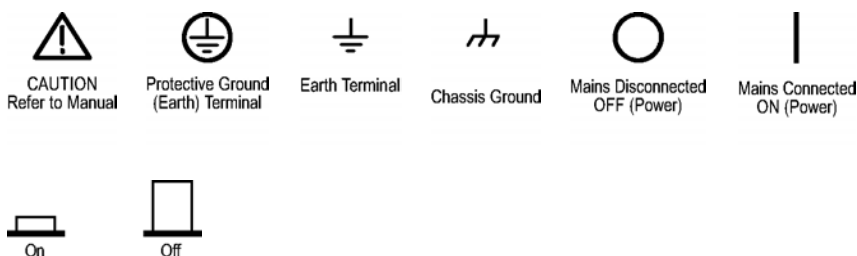 CAUTION
Refer to Manual
Protective Ground
(Earth) Terminal
Earth Terminal
Chassis Ground
Mains Disconnected
OFF (Power)
Mains Connected
ON (Power)
On
Off